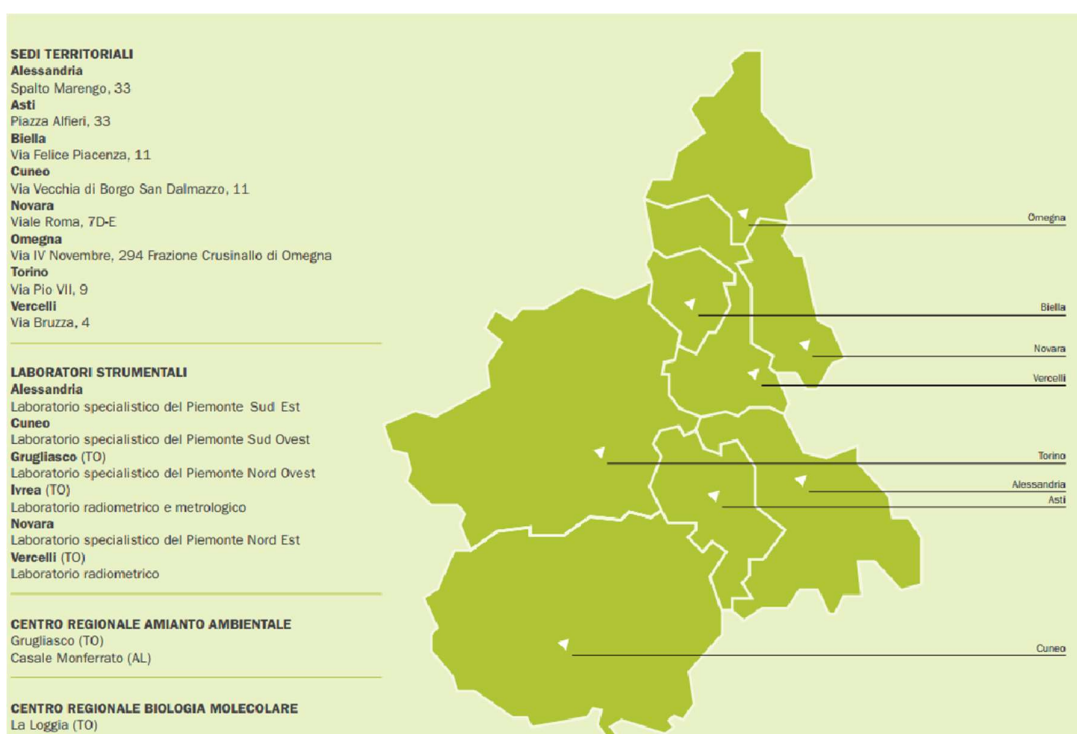 SEDI TERRITORIALI
Alessandria
Spalto Marengo, 33
Asti
Piazza Alfieri, 33
Biella
Via Felice Piacenza, 11
Cuneo
Via Vecchia di Borgo San Dalmazzo, 11
Novara
Viale Roma, 7D-E
Omegna
Via IV Novembre, 294 Frazione Crusinallo di Omegna
Torino
Via Pio VII, 9
Vercelli
Via Bruzza, 4
LABORATORI STRUMENTALI
Alessandria
Laboratorio specialistico del Piemonte Sud Est
Cuneo
Laboratorio specialistico del Piemonte Sud Ovest
Grugliasco (TO)
Laboratorio specialistico del Piemonte Nord Ovest
Ivrea (TO)
Laboratorio radiometrico e metrologico
Novara
Laboratorio specialistico del Piemonte Nord Est
Vercelli (TO)
Laboratorio radiometrico
CENTRO REGIONALE AMIANTO AMBIENTALE
Grugliasco (TO)
Casale Monferrato (AL)
CENTRO REGIONALE BIOLOGIA MOLECOLARE
La Loggia (TO)
Omegna
Biella
Novara
Vercelli
Torino
Alessandria
Asti
Cuneo